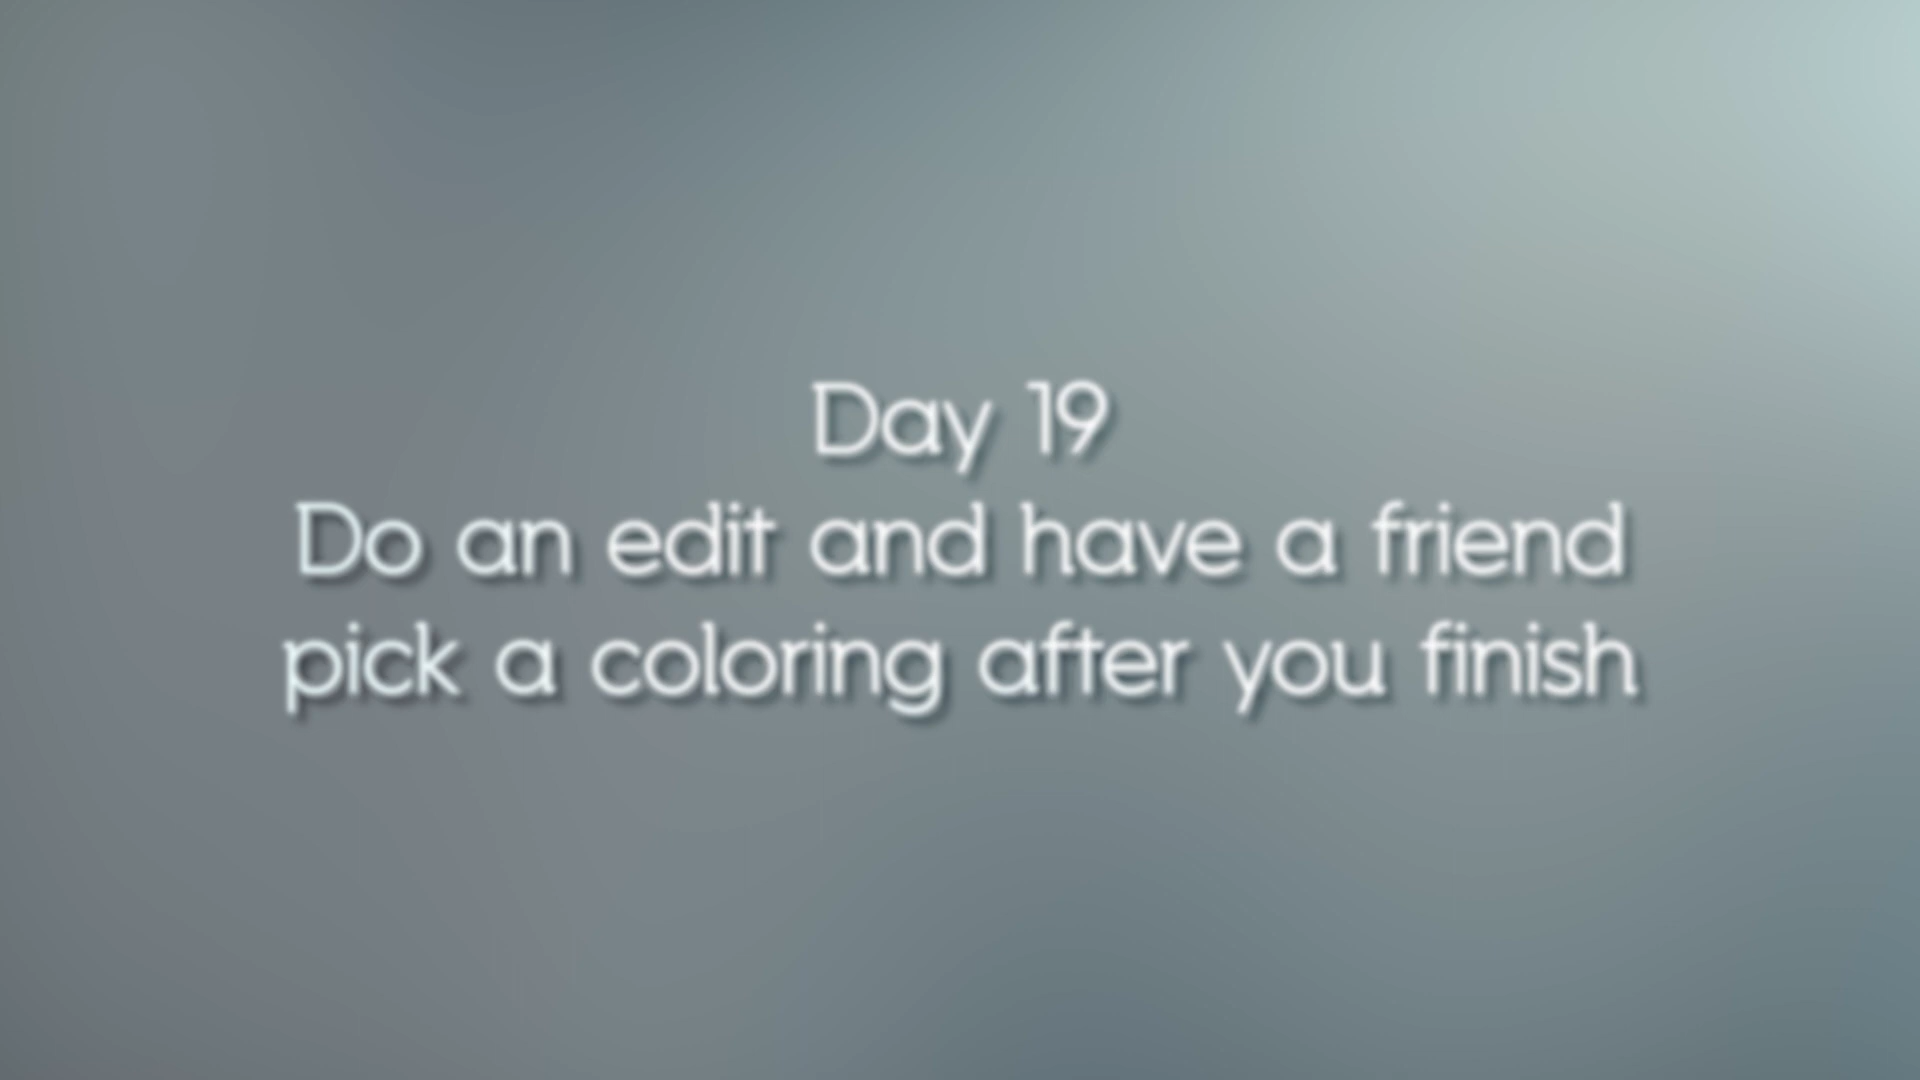 Day 19
Do an edit and have a friend
pick a coloring after you finish